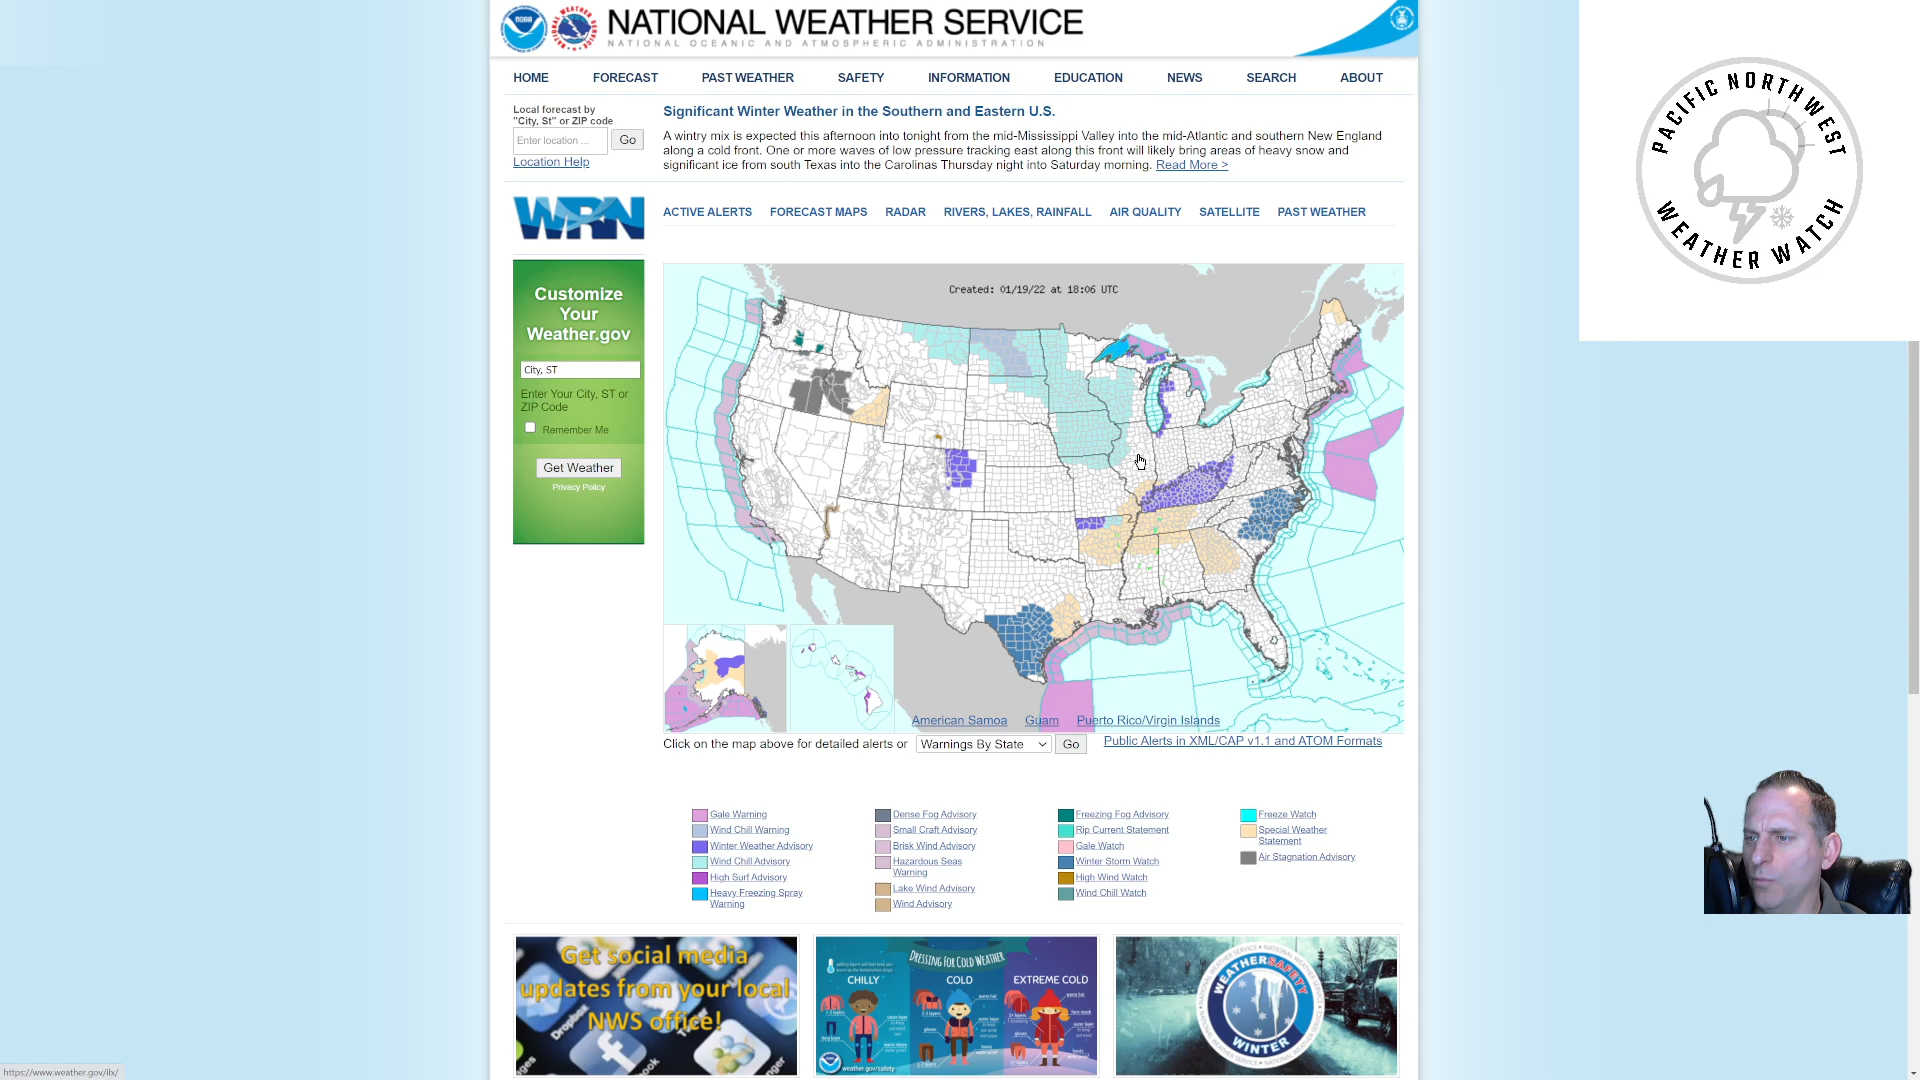 NATIONAL WEATHER SERVICE
NATIONAL OCEANIC AND ATMOSPHERIC ADMINISTRATION
NOAA
HOME FORECAST PAST WEATHER SAFETY INFORMATION EDUCATION NEWS SEARCH ABOUT
Local forecast by
"City, St" or ZIP code
Enter location ... Go
Location Help
Significant Winter Weather in the Southern and Eastern U.S.
A wintry mix is expected this afternoon into tonight from the mid-Mississippi Valley into the mid-Atlantic and southern New England
along a cold front. One or more waves of low pressure tracking east along this front will likely bring areas of heavy snow and
significant ice from south Texas into the Carolinas Thursday night into Saturday morning. Read More >
WRN
ACTIVE ALERTS FORECAST MAPS RADAR RIVERS, LAKES, RAINFALL AIR QUALITY SATELLITE PAST WEATHER
Customize
Your
Weather.gov
City, ST
Enter Your City, ST or
ZIP Code
Remember Me
Get Weather
Privacy Policy
Created: 01/19/22 at 18:06 UTC
American Samoa Guam Puerto Rico/Virgin Islands
Click on the map above for detailed alerts or Warnings By State Go Public Alerts in XML/CAP v1.1 and ATOM Formats
Gale Warning
Wind Chill Warning
Winter Weather Advisory
Wind Chill Advisory
High Surf Advisory
Heavy Freezing Spray
Warning
Dense Fog Advisory
Small Craft Advisory
Brisk Wind Advisory
Hazardous Seas
Warning
Lake Wind Advisory
Wind Advisory
Freezing Fog Advisory
Rip Current Statement
Gale Watch
Winter Storm Watch
High Wind Watch
Wind Chill Watch
Freeze Watch
Special Weather
Statement
Air Stagnation Advisory
Get social media
updates from your local
NWS office!
Dropbox
DRESSING FOR COLD WEATHER
CHILLY
COLD
EXTREME COLD
weather.gov/safety
WEATHER SAFETY
WINTER
NATIONAL WEATHER SERVICE
PACIFIC NORTHWEST
WEATHER WATCH
https://www.weather.gov/ilx/